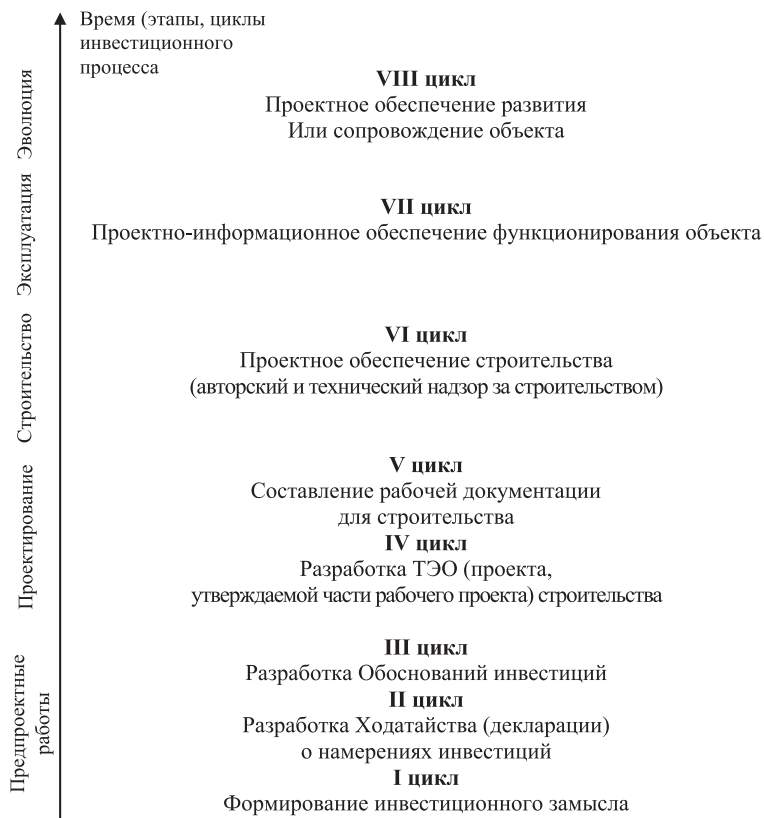 Время (этапы, циклы
инвестиционного
процесса
Эволюция
VIII цикл
Проектное обеспечение развития
Или сопровождение объекта
Эксплуатация
VII цикл
Проектно-информационное обеспечение функционирования объекта
Строительство
VI цикл
Проектное обеспечение строительства
(авторский и технический надзор за строительством)
Проектирование
V цикл
Составление рабочей документации
для строительства
IV цикл
Разработка ТЭО (проекта,
утверждаемой части рабочего проекта) строительства
Предпроектные
работы
III цикл
Разработка Обоснований инвестиций
II цикл
Разработка Ходатайства (декларации)
о намерениях инвестиций
I цикл
Формирование инвестиционного замысла